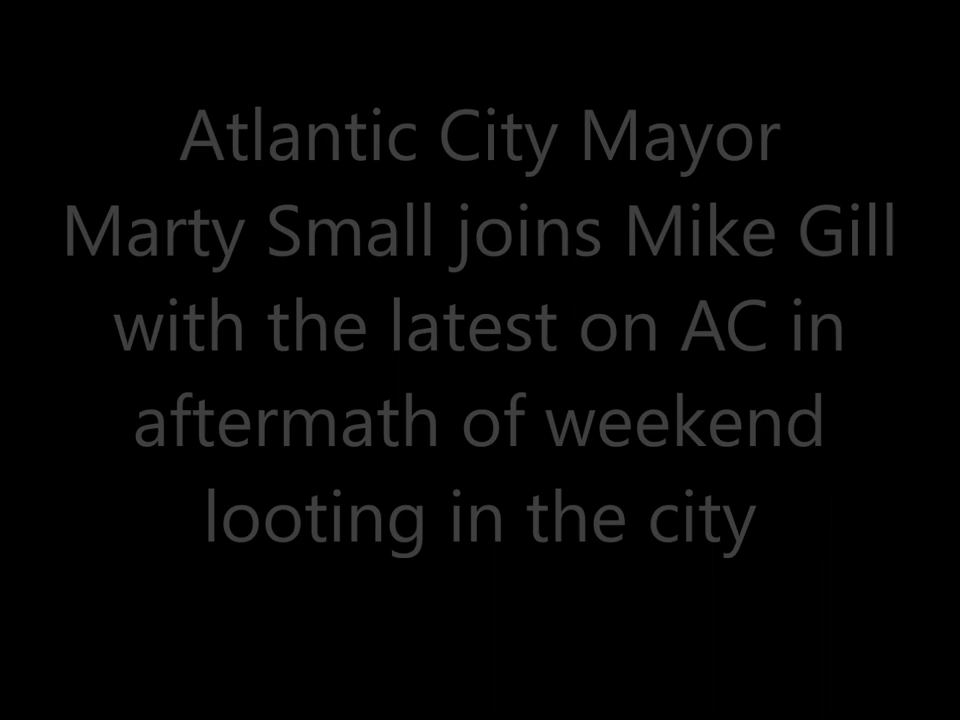 Atlantic City Mayor
Marty Small joins Mike Gill
with the latest on AC in
aftermath of weekend
looting in the city